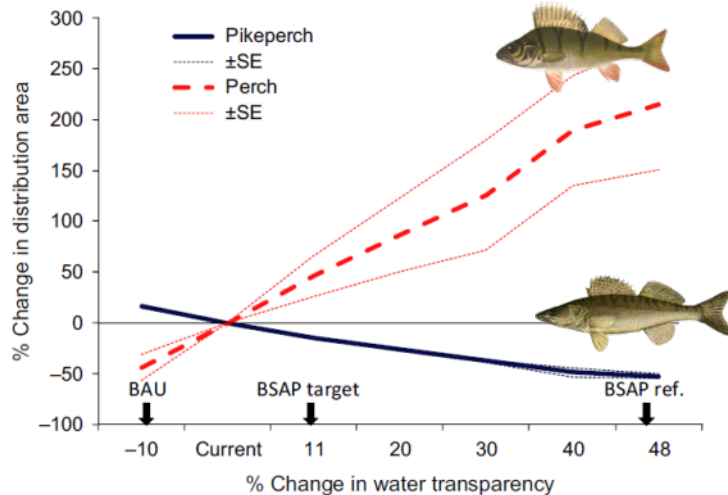 300
250
200
150
100
50
0
–50
–100
% Change in distribution area
Pikeperch
±SE
Perch
±SE
BAU
BSAP target
BSAP ref.
–10 Current 11 20 30 40 48
% Change in water transparency